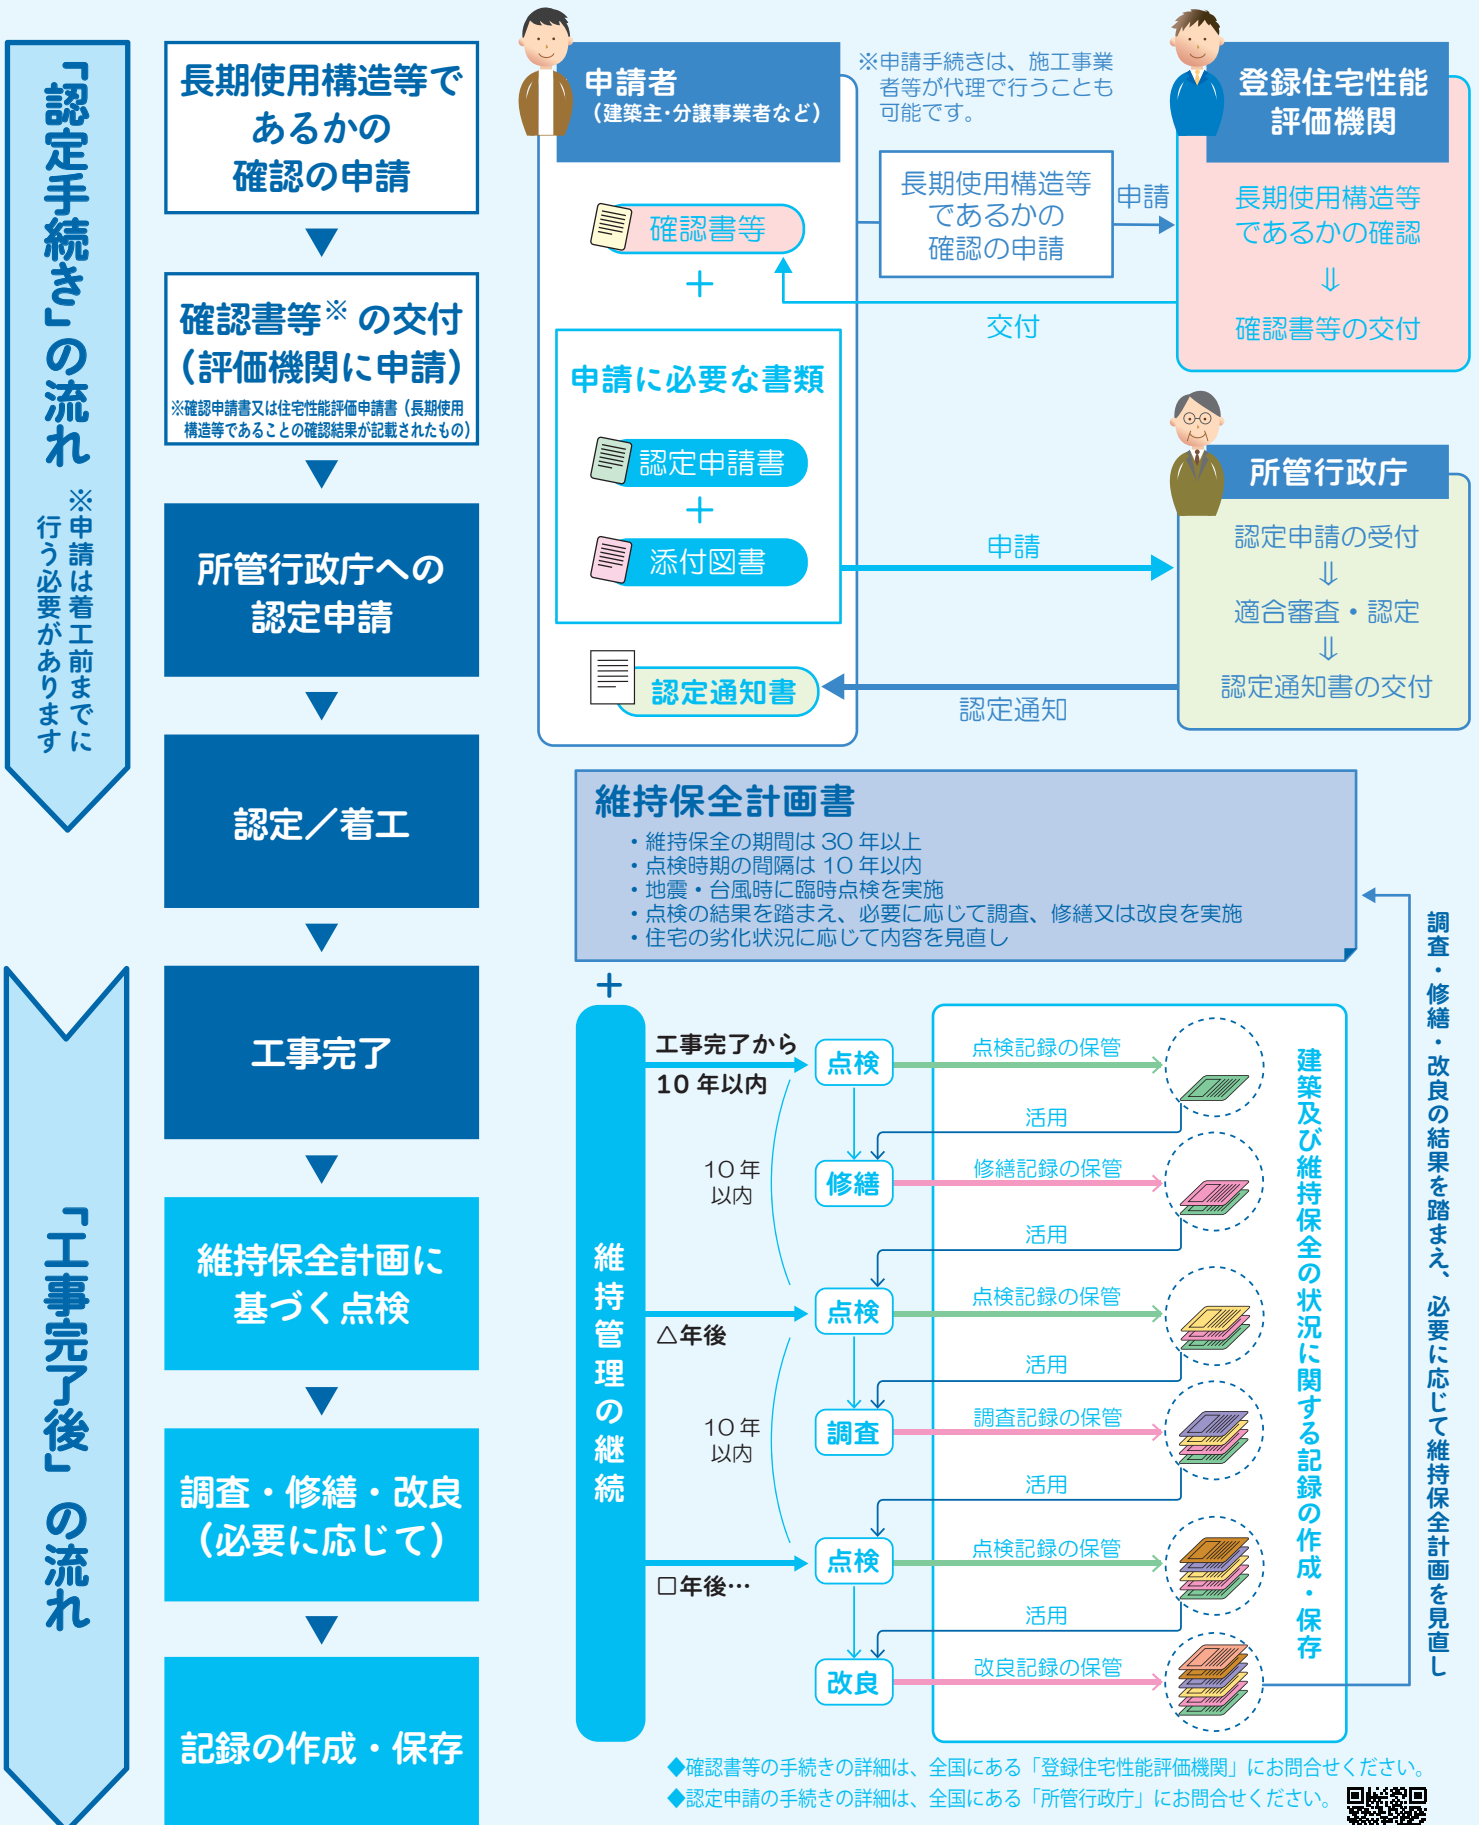 「認定手続き」の流れ
※申請は着工前までに
行う必要があります
長期使用構造等で
あるかの
確認の申請
確認書等※の交付
（評価機関に申請）
※確認申請書又は住宅性能評価申請書（長期使用
構造等であることの確認結果が記載されたもの）
所管行政庁への
認定申請
認定／着工
工事完了
「工事完了後」の流れ
維持保全計画に
基づく点検
調査・修繕・改良
（必要に応じて）
記録の作成・保存
申請者
（建築主・分譲事業者など）
※申請手続きは、施工事業
者等が代理で行うことも
可能です。
登録住宅性能
評価機関
確認書等
＋
長期使用構造等
であるかの
確認の申請
申請
長期使用構造等
であるかの確認
⇓
確認書等の交付
交付
申請に必要な書類
認定申請書
＋
添付図書
申請
所管行政庁
認定申請の受付
⇓
適合審査・認定
⇓
認定通知書の交付
認定通知書
認定通知
維持保全計画書
・維持保全の期間は 30 年以上
・点検時期の間隔は 10 年以内
・地震・台風時に臨時点検を実施
・点検の結果を踏まえ、必要に応じて調査、修繕又は改良を実施
・住宅の劣化状況に応じて内容を見直し
＋
維持管理の継続
工事完了から
10 年以内
点検
点検記録の保管
活用
10 年
以内
修繕
修繕記録の保管
活用
△年後
点検
点検記録の保管
活用
10 年
以内
調査
調査記録の保管
活用
□年後…
点検
点検記録の保管
活用
改良
改良記録の保管
建築及び維持保全の状況に関する記録の作成・保存
調査・修繕・改良の結果を踏まえ、必要に応じて維持保全計画を見直し
◆確認書等の手続きの詳細は、全国にある「登録住宅性能評価機関」にお問合せください。
◆認定申請の手続きの詳細は、全国にある「所管行政庁」にお問合せください。